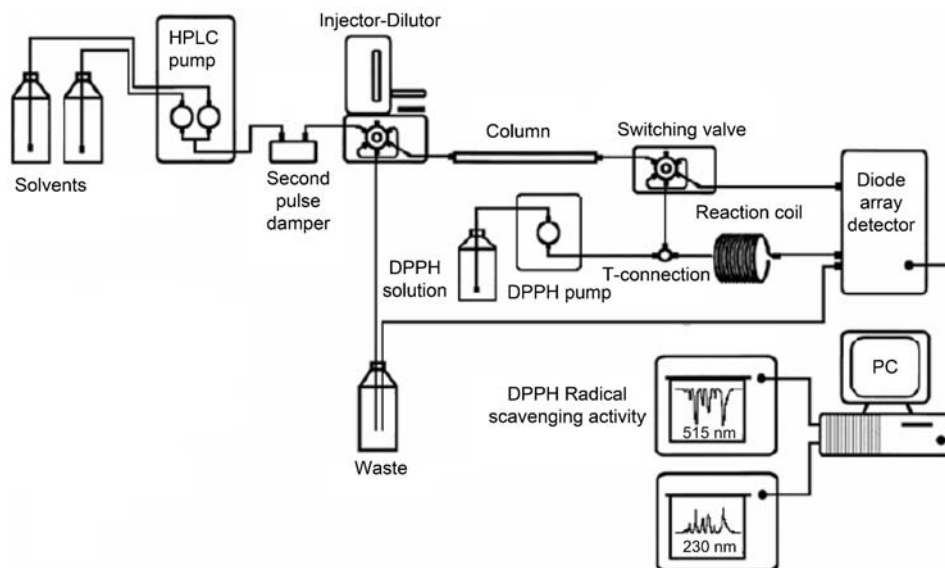 Injector-Dilutor
HPLC
pump
Solvents
Second
pulse
damper
Column
Switching valve
Diode
array
detector
Reaction coil
DPPH
solution
DPPH pump
T-connection
Waste
DPPH Radical
scavenging activity
515 nm
230 nm
PC